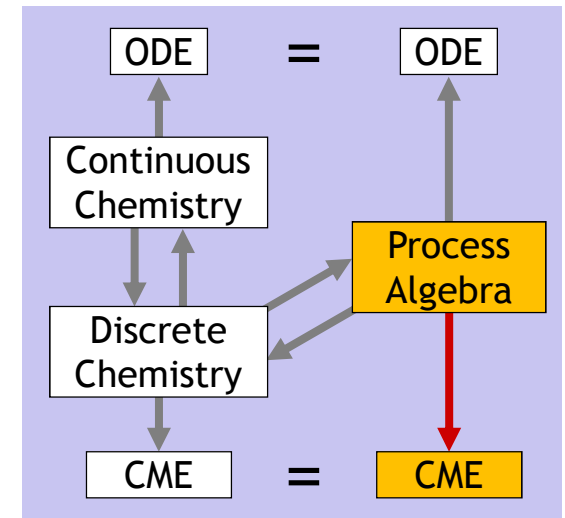 ODE = ODE
Continuous
Chemistry
Process
Algebra
Discrete
Chemistry
CME = CME